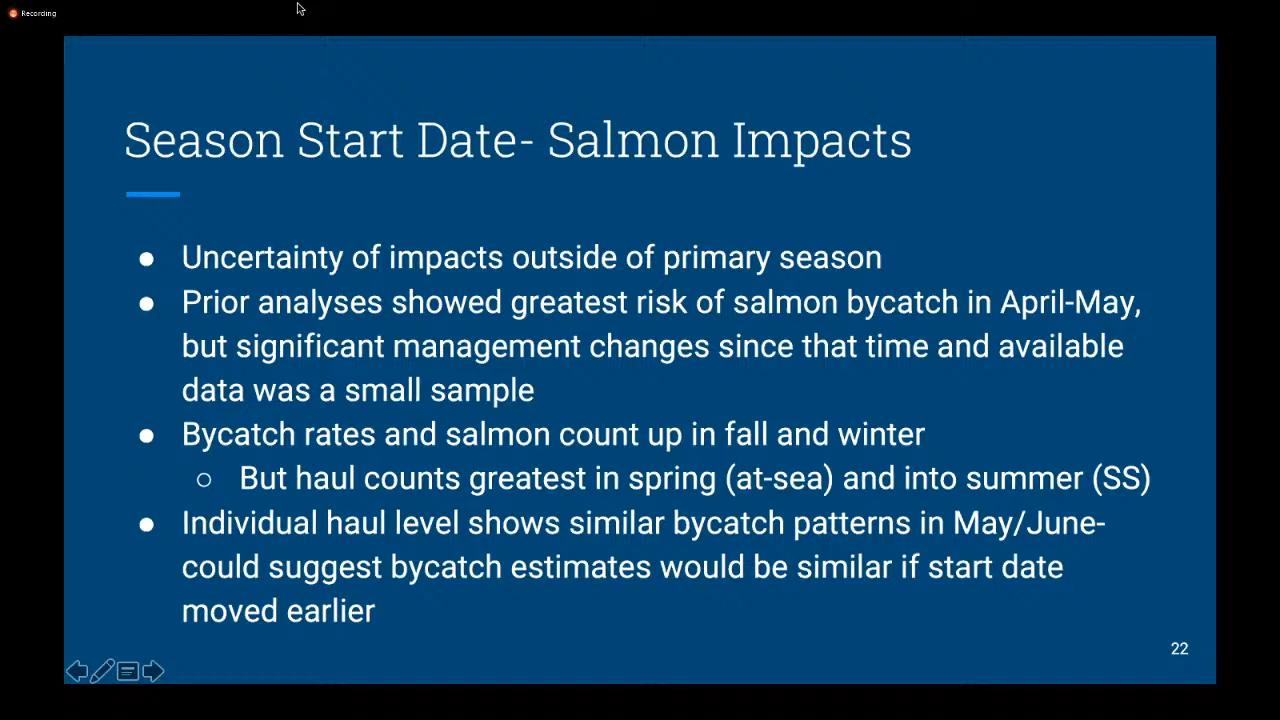 Recording
Season Start Date- Salmon Impacts
● Uncertainty of impacts outside of primary season
● Prior analyses showed greatest risk of salmon bycatch in April-May,
but significant management changes since that time and available
data was a small sample
● Bycatch rates and salmon count up in fall and winter
○ But haul counts greatest in spring (at-sea) and into summer (SS)
● Individual haul level shows similar bycatch patterns in May/June-
could suggest bycatch estimates would be similar if start date
moved earlier
22